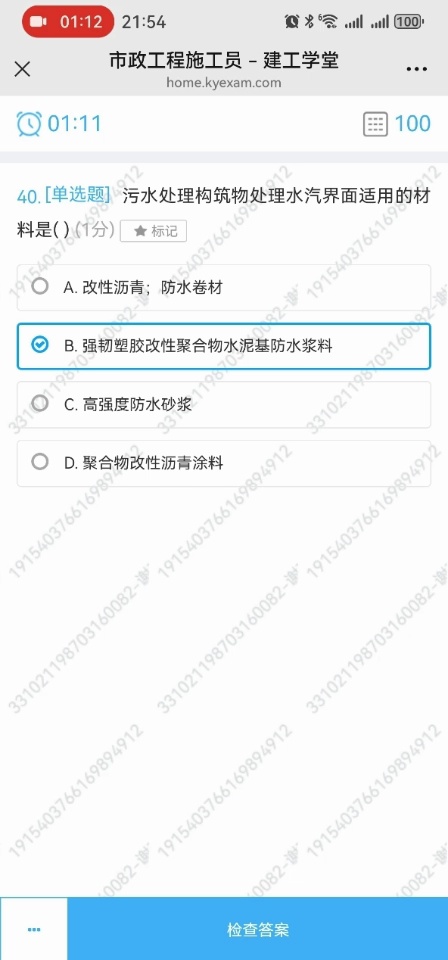 01:12 21:54 100
市政工程施工员 - 建工学堂
home.kyexam.com
01:11 100
40. [单选题] 污水处理构筑物处理水汽界面适用的材
料是( ) (1分) ★ 标记
A. 改性沥青；防水卷材
B. 强韧塑胶改性聚合物水泥基防水浆料
C. 高强度防水砂浆
D. 聚合物改性沥青涂料
1915403766169894912
331021198703160082-谢
检查答案